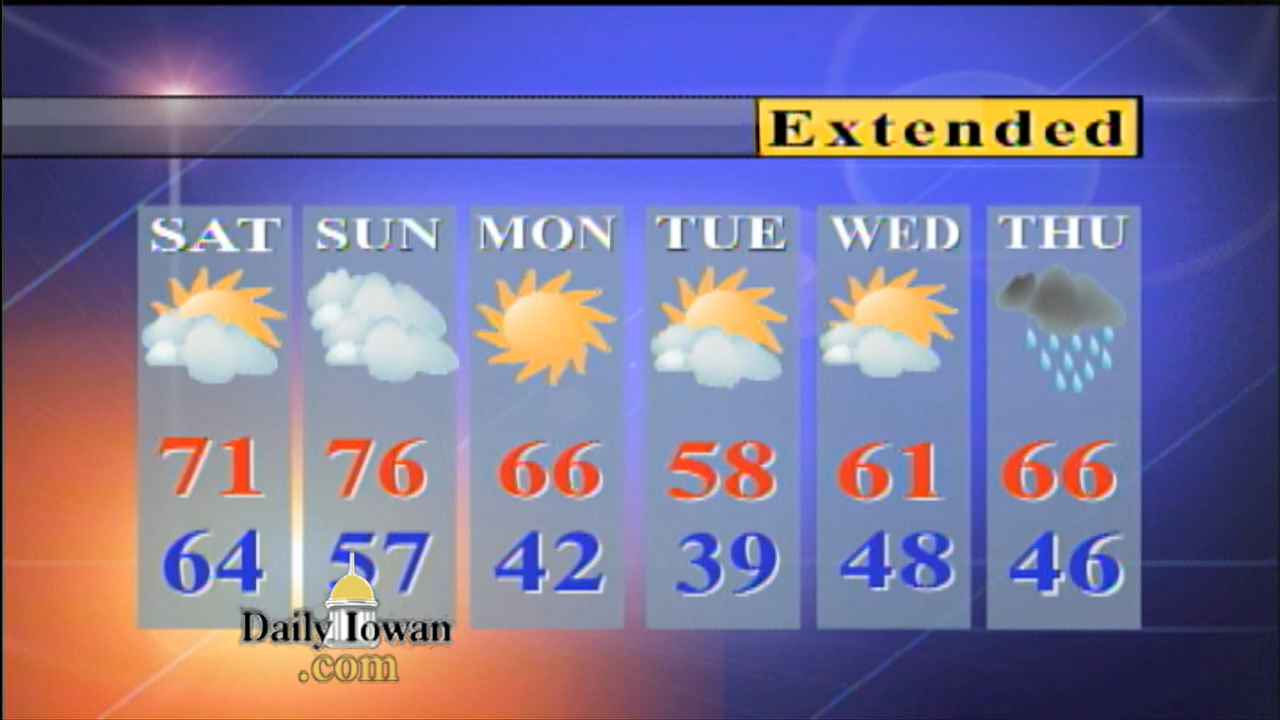 Extended
SAT SUN MON TUE WED THU
71 76 66 58 61 66
64 57 42 39 48 46
Daily Iowan
.com